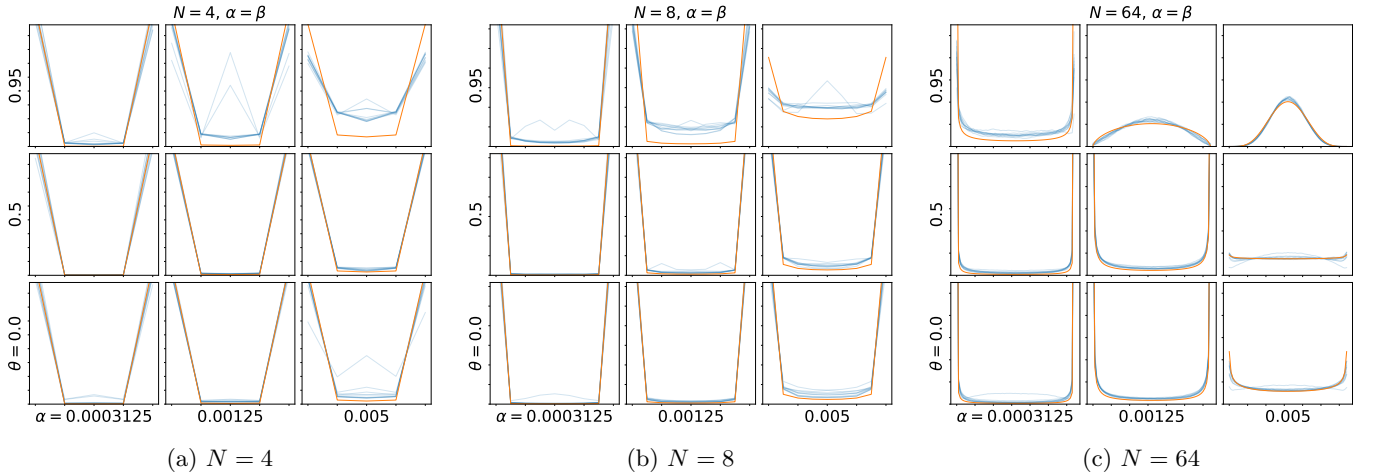 N = 4, α = β
0.95
0.5
θ = 0.0
α = 0.0003125
0.00125
0.005
(a) N = 4
N = 8, α = β
0.95
0.5
θ = 0.0
α = 0.0003125
0.00125
0.005
(b) N = 8
N = 64, α = β
0.95
0.5
θ = 0.0
α = 0.0003125
0.00125
0.005
(c) N = 64